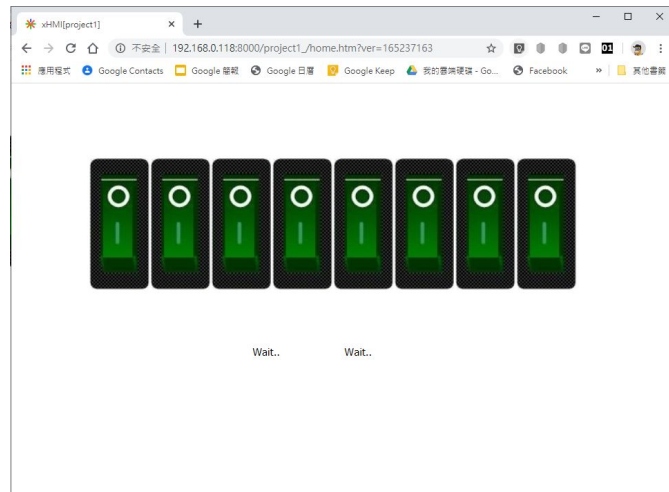 xHMI[project1]
不安全 | 192.168.0.118:8000/project1_/home.htm?ver=165237163
應用程式 Google Contacts Google 簡報 Google 日曆 Google Keep 我的雲端硬碟 - Go... Facebook » 其他書籤
Wait.. Wait..